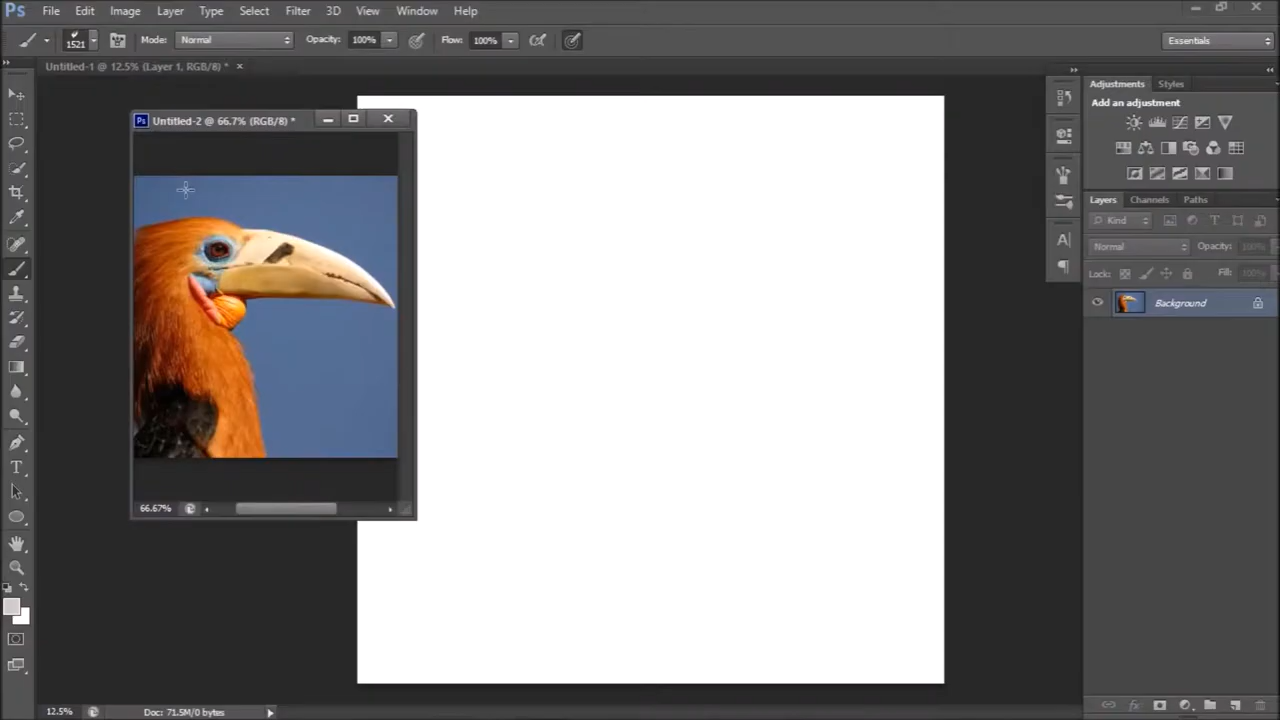 Ps File Edit Image Layer Type Select Filter 3D View Window Help
1521 Mode: Normal Opacity: 100% Flow: 100% Essentials
Untitled-1 @ 12.5% (Layer 1, RGB/8) * ×
Adjustments Styles
Add an adjustment
Ps Untitled-2 @ 66.7% (RGB/8) *
Layers Channels Paths
Kind
Normal Opacity: 100%
Lock: Fill: 100%
Background
66.67%
12.5% Doc: 71.5M/0 bytes